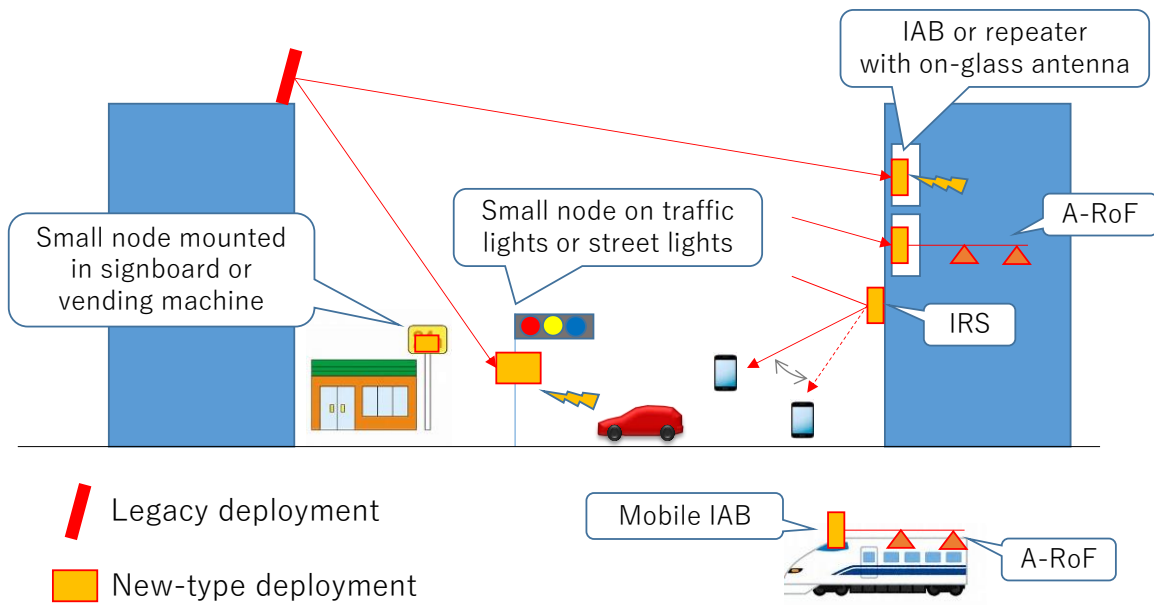 IAB or repeater
with on-glass antenna
Small node on traffic
lights or street lights
A-RoF
Small node mounted
in signboard or
vending machine
IRS
Legacy deployment
Mobile IAB
New-type deployment
A-RoF